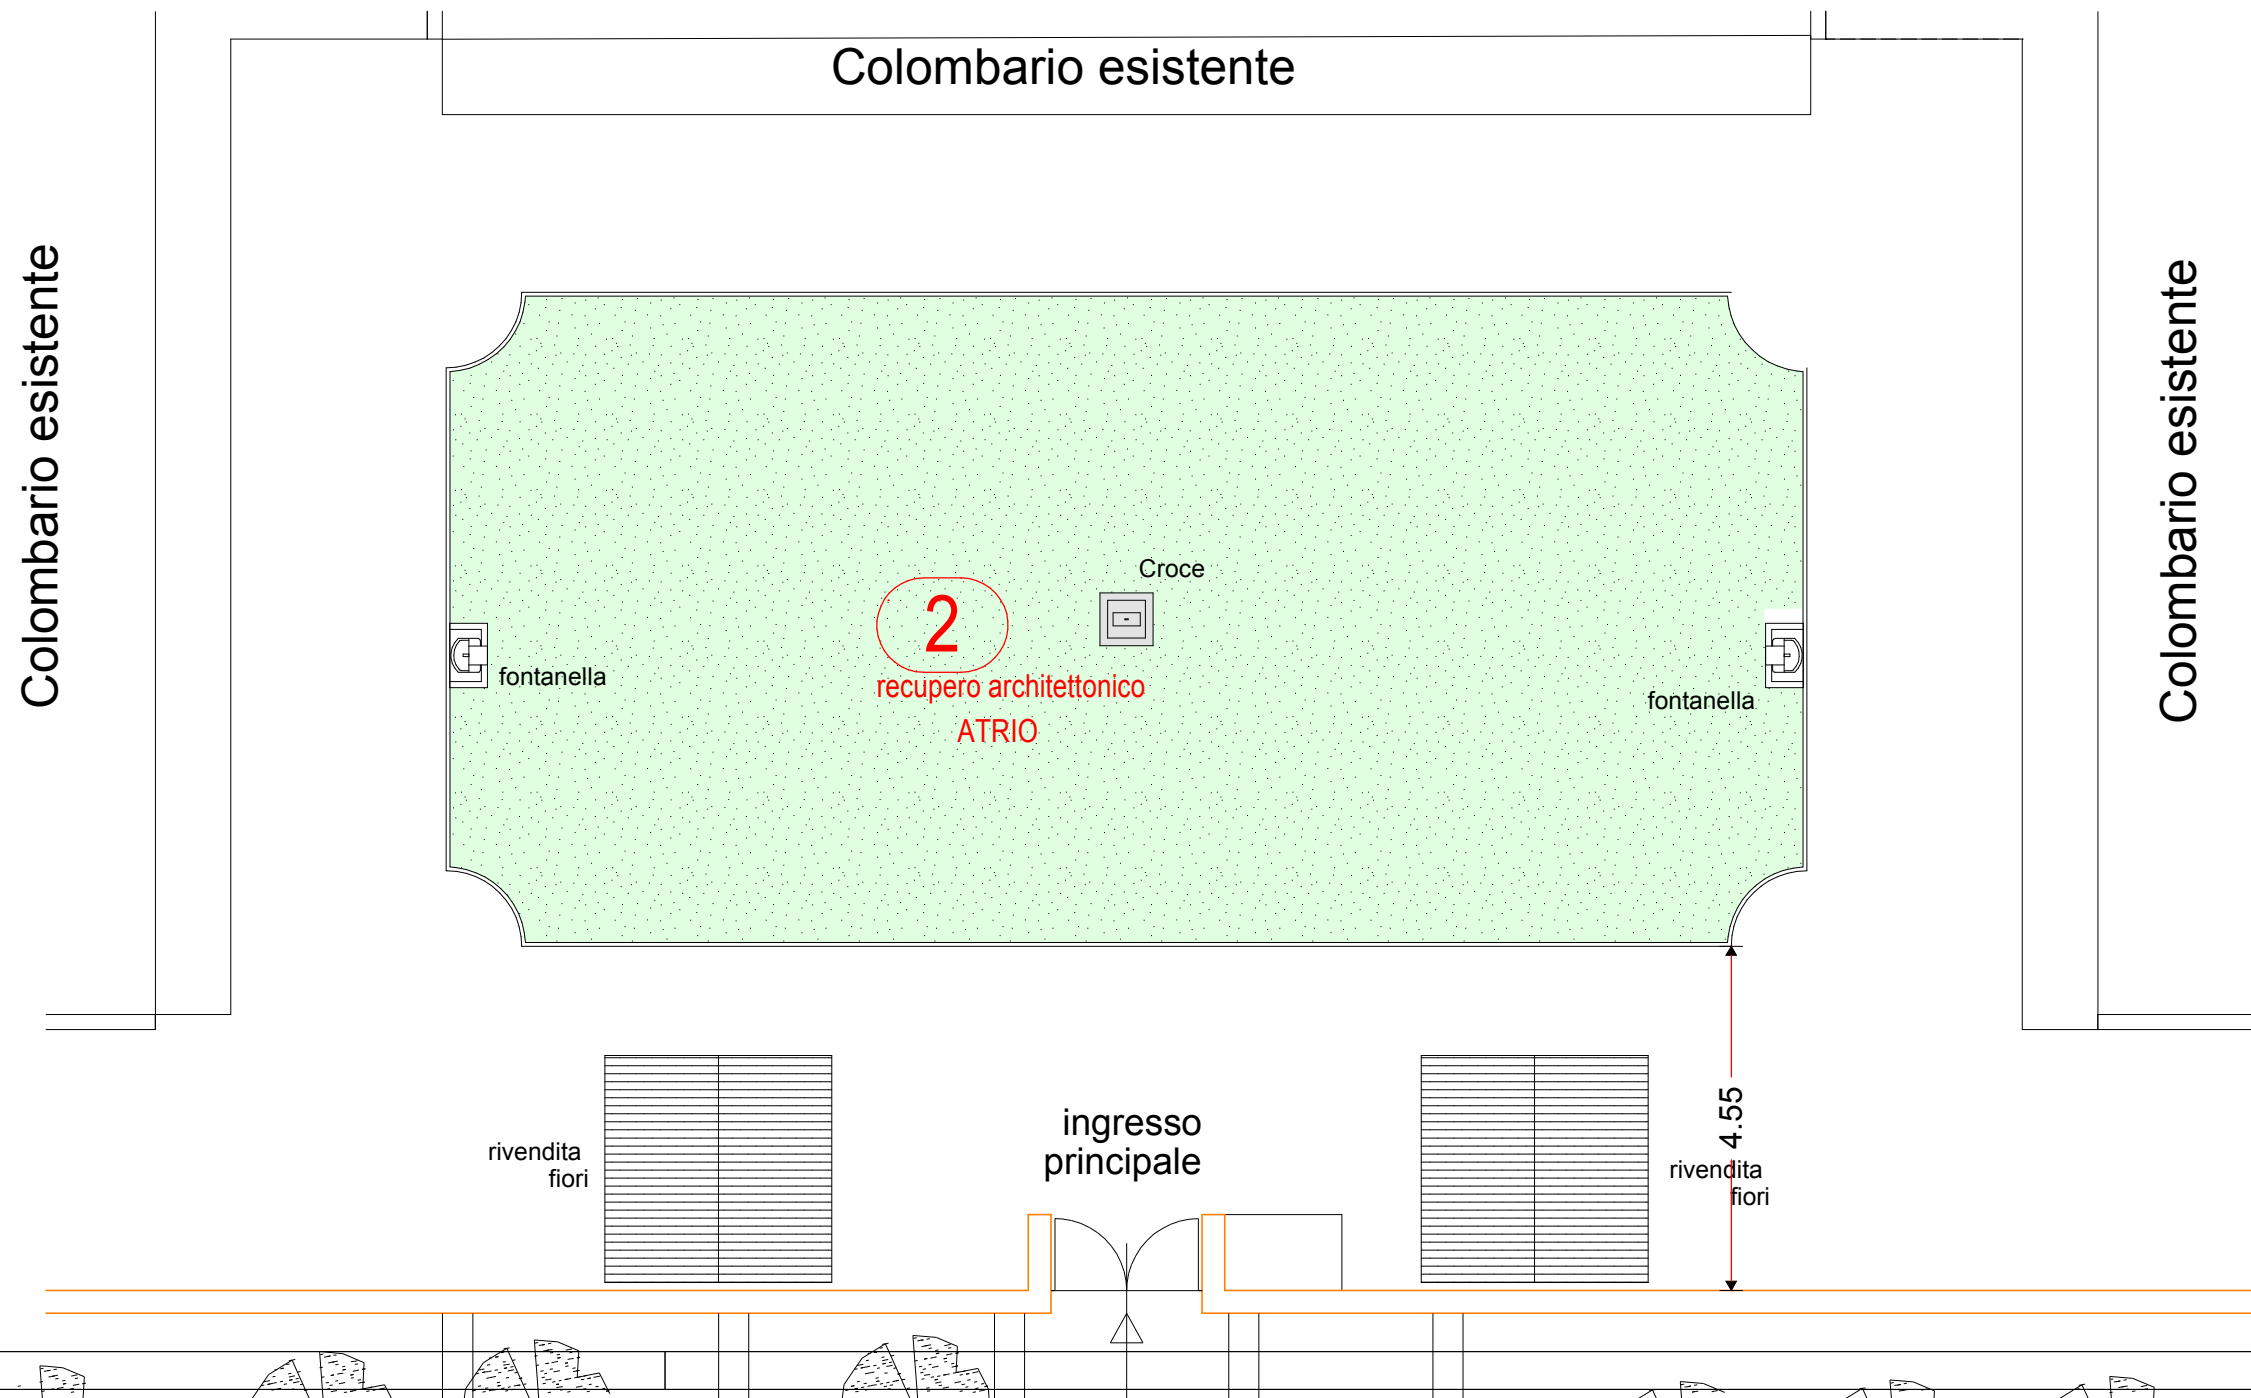 Colombario esistente
Colombario esistente
Colombario esistente
Croce
2
recupero architettonico
ATRIO
fontanella
fontanella
4.55
ingresso
principale
rivendita
fiori
rivendita
fiori